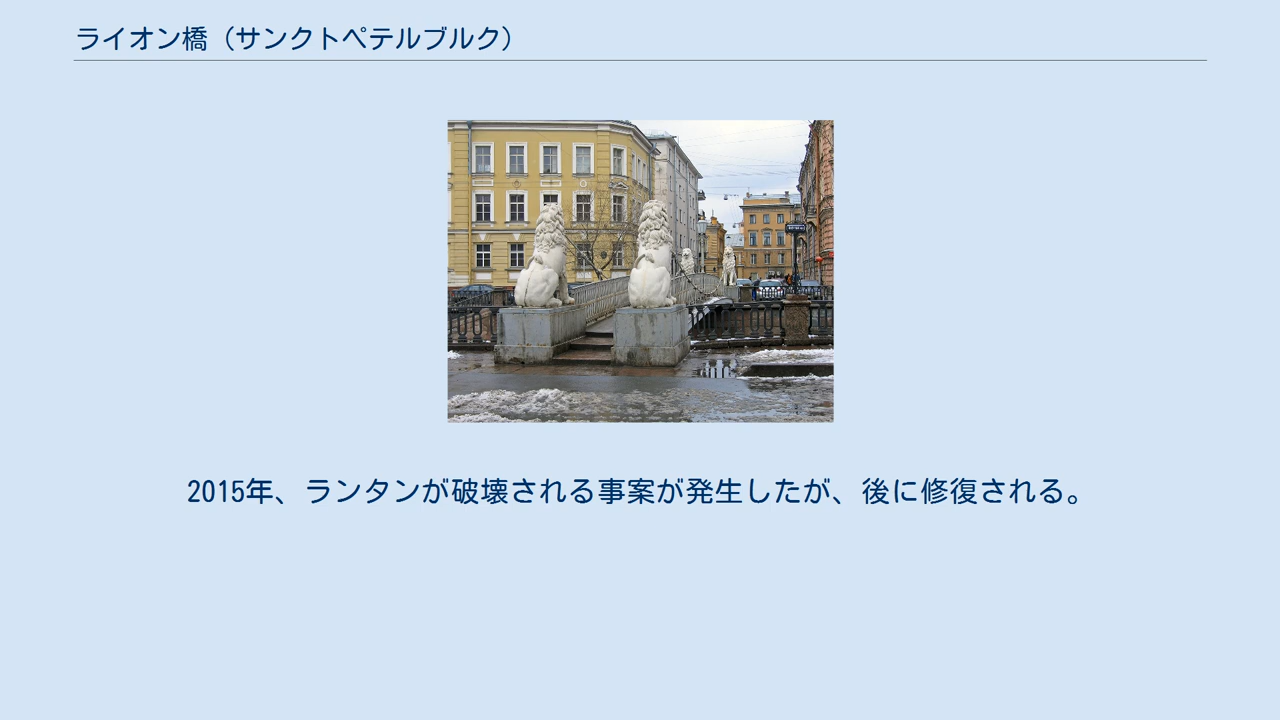 ライオン橋（サンクトペテルブルク）
2015年、ランタンが破壊される事案が発生したが、後に修復される。